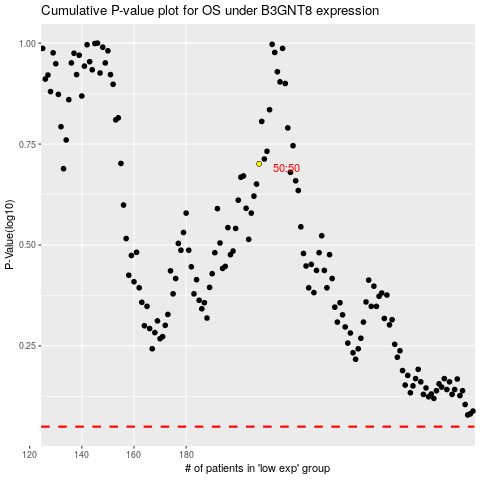 Cumulative P-value plot for OS under B3GNT8 expression
P-Value(log10)
1.00
0.75
0.50
0.25
50:50
120 140 160 180
# of patients in 'low exp' group